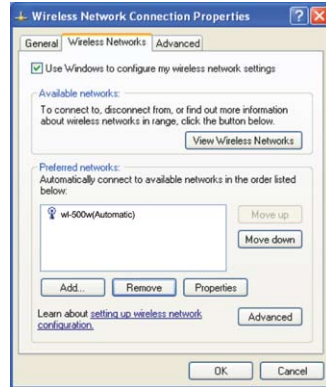 Wireless Network Connection Properties
General Wireless Networks Advanced
Use Windows to configure my wireless network settings
Available networks:
To connect to, disconnect from, or find out more information
about wireless networks in range, click the button below.
View Wireless Networks
Preferred networks:
Automatically connect to available networks in the order listed
below:
wl-500w(Automatic)
Move up
Move down
Add... Remove Properties
Learn about setting up wireless network
configuration.
Advanced
OK Cancel